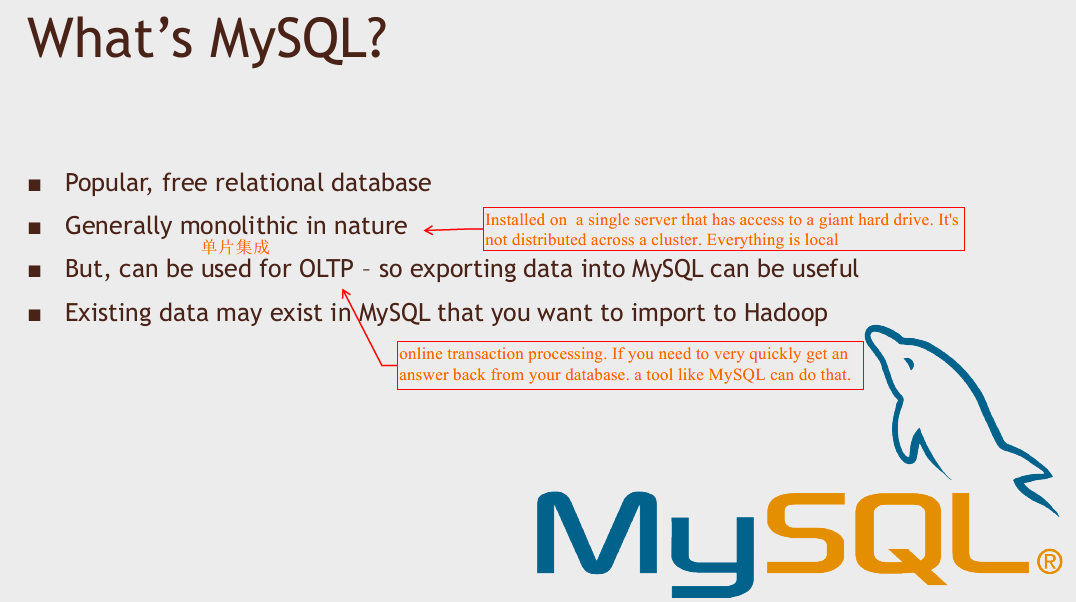 What's MySQL?
■ Popular, free relational database
■ Generally monolithic in nature
Installed on a single server that has access to a giant hard drive. It's
not distributed across a cluster. Everything is local
单片集成
■ But, can be used for OLTP – so exporting data into MySQL can be useful
■ Existing data may exist in MySQL that you want to import to Hadoop
online transaction processing. If you need to very quickly get an
answer back from your database. a tool like MySQL can do that.
MySQL®